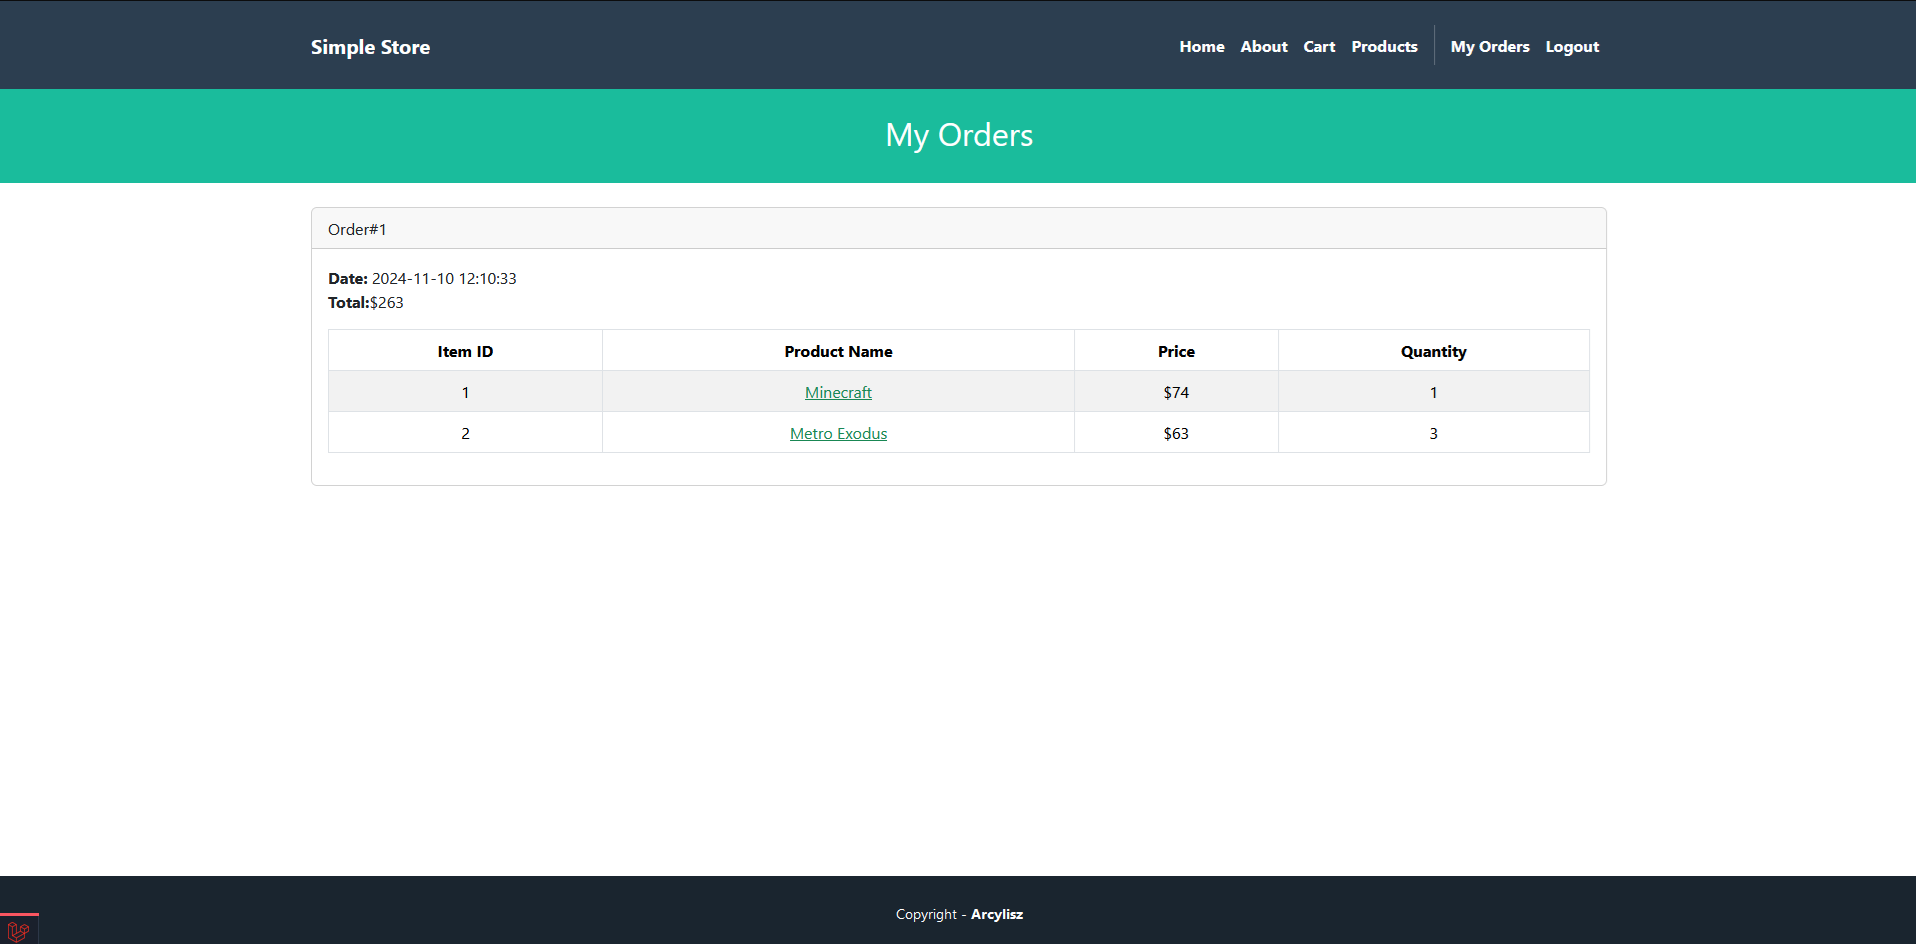 Simple Store Home About Cart Products My Orders Logout
My Orders
Order#1
Date: 2024-11-10 12:10:33
Total:$263
Item ID Product Name Price Quantity
1 Minecraft $74 1
2 Metro Exodus $63 3
Copyright - Arcylisz